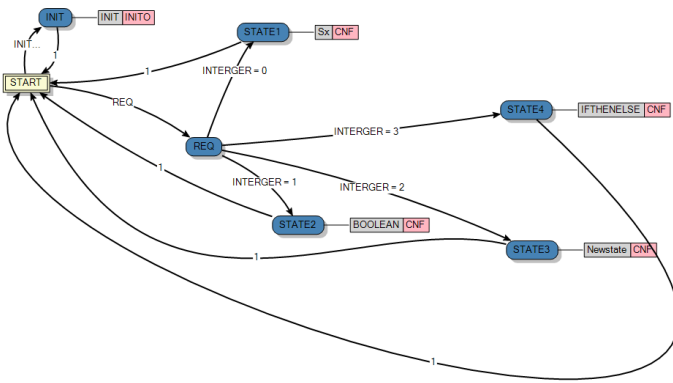 INIT
INIT INITO
INIT...
1
START
STATE1
Sx CNF
1
INTERGER = 0
REQ
STATE4
IFTHENELSE CNF
INTERGER = 3
REQ
1
INTERGER = 1
INTERGER = 2
STATE2
BOOLEAN CNF
STATE3
Newstate CNF
1
1